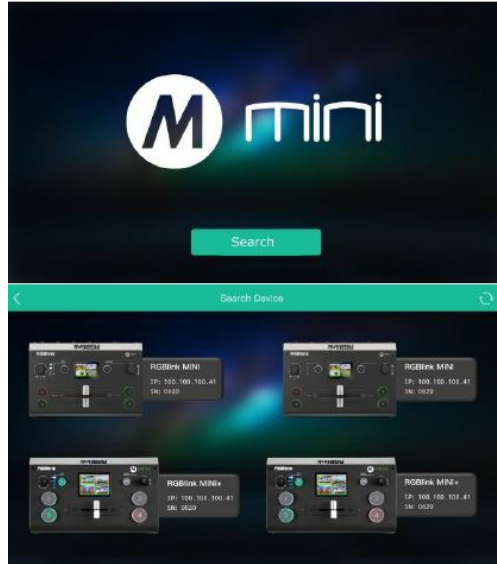 M mini
Search
Search Device
RGBlink MINI
IP: 100.100.100.41
SN: 0020
RGBlink MINI
IP: 100.100.100.41
SN: 0020
RGBlink MINI+
IP: 100.100.100.41
SN: 0020
RGBlink MINI+
IP: 100.100.100.41
SN: 0020